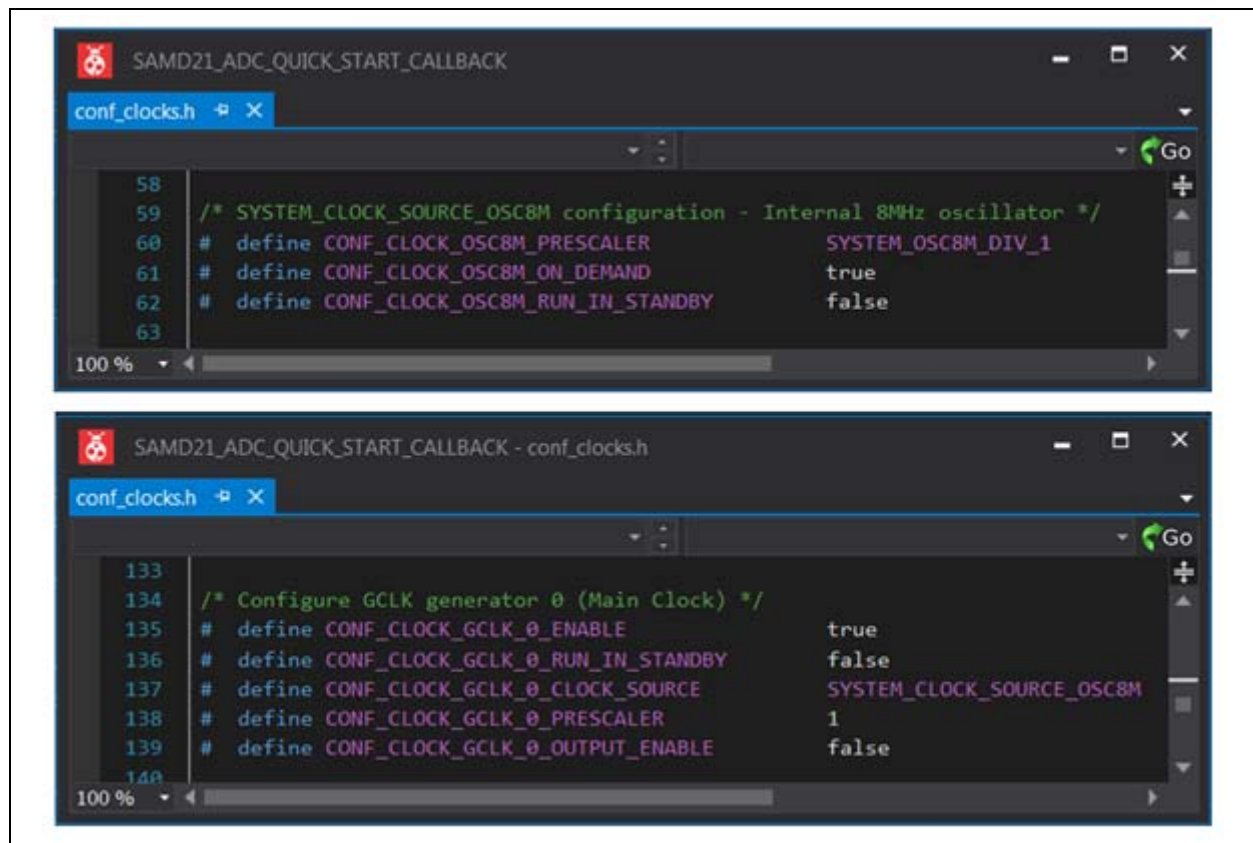 SAMD21_ADC_QUICK_START_CALLBACK
conf_clocks.h
Go
58
59 /* SYSTEM_CLOCK_SOURCE_OSC8M configuration - Internal 8MHz oscillator */
60 # define CONF_CLOCK_OSC8M_PRESCALER SYSTEM_OSC8M_DIV_1
61 # define CONF_CLOCK_OSC8M_ON_DEMAND true
62 # define CONF_CLOCK_OSC8M_RUN_IN_STANDBY false
63
100 %
SAMD21_ADC_QUICK_START_CALLBACK - conf_clocks.h
conf_clocks.h
Go
133
134 /* Configure GCLK generator 0 (Main Clock) */
135 # define CONF_CLOCK_GCLK_0_ENABLE true
136 # define CONF_CLOCK_GCLK_0_RUN_IN_STANDBY false
137 # define CONF_CLOCK_GCLK_0_CLOCK_SOURCE SYSTEM_CLOCK_SOURCE_OSC8M
138 # define CONF_CLOCK_GCLK_0_PRESCALER 1
139 # define CONF_CLOCK_GCLK_0_OUTPUT_ENABLE false
140
100 %